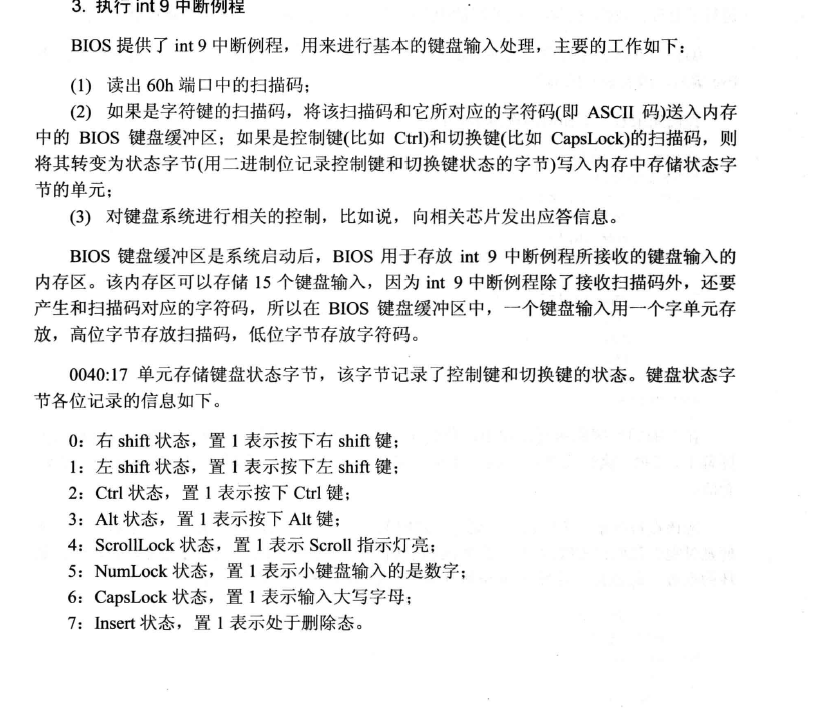 3. 执行 int 9 中断例程
BIOS 提供了 int 9 中断例程，用来进行基本的键盘输入处理，主要的工作如下：
(1) 读出 60h 端口中的扫描码；
(2) 如果是字符键的扫描码，将该扫描码和它所对应的字符码(即 ASCII 码)送入内存
中的 BIOS 键盘缓冲区；如果是控制键(比如 Ctrl)和切换键(比如 CapsLock)的扫描码，则
将其转变为状态字节(用二进制位记录控制键和切换键状态的字节)写入内存中存储状态字
节的单元；
(3) 对键盘系统进行相关的控制，比如说，向相关芯片发出应答信息。
BIOS 键盘缓冲区是系统启动后，BIOS 用于存放 int 9 中断例程所接收的键盘输入的
内存区。该内存区可以存储 15 个键盘输入，因为 int 9 中断例程除了接收扫描码外，还要
产生和扫描码对应的字符码，所以在 BIOS 键盘缓冲区中，一个键盘输入用一个字单元存
放，高位字节存放扫描码，低位字节存放字符码。
0040:17 单元存储键盘状态字节，该字节记录了控制键和切换键的状态。键盘状态字
节各位记录的信息如下。
0：右 shift 状态，置 1 表示按下右 shift 键；
1：左 shift 状态，置 1 表示按下左 shift 键；
2：Ctrl 状态，置 1 表示按下 Ctrl 键；
3：Alt 状态，置 1 表示按下 Alt 键；
4：ScrollLock 状态，置 1 表示 Scroll 指示灯亮；
5：NumLock 状态，置 1 表示小键盘输入的是数字；
6：CapsLock 状态，置 1 表示输入大写字母；
7：Insert 状态，置 1 表示处于删除态。